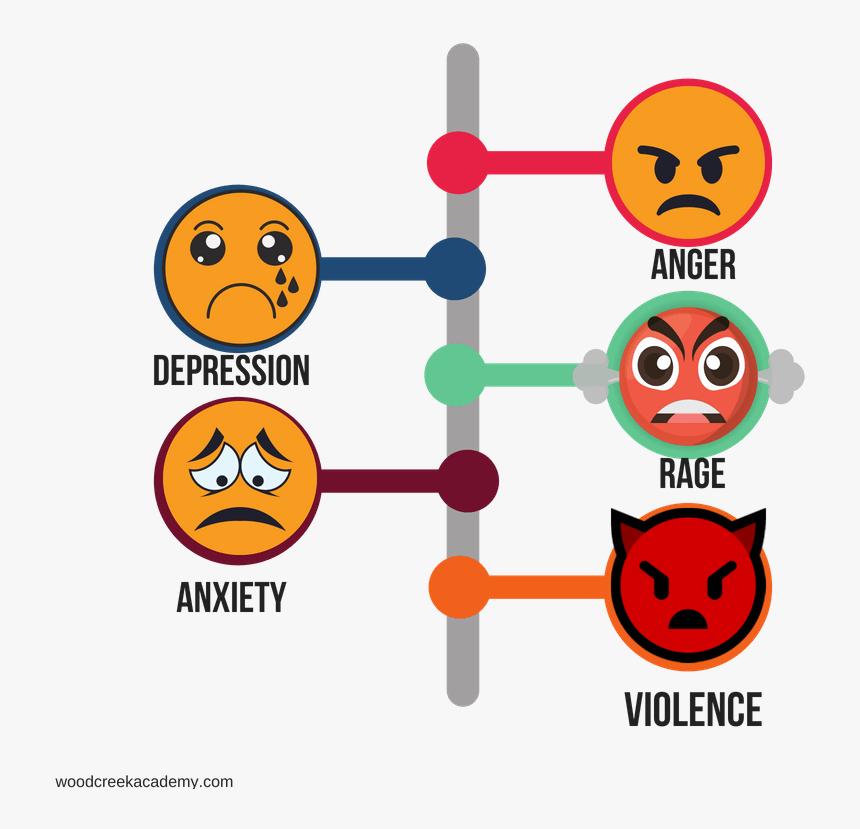 ANGER
DEPRESSION
RAGE
ANXIETY
VIOLENCE
woodcreekacademy.com